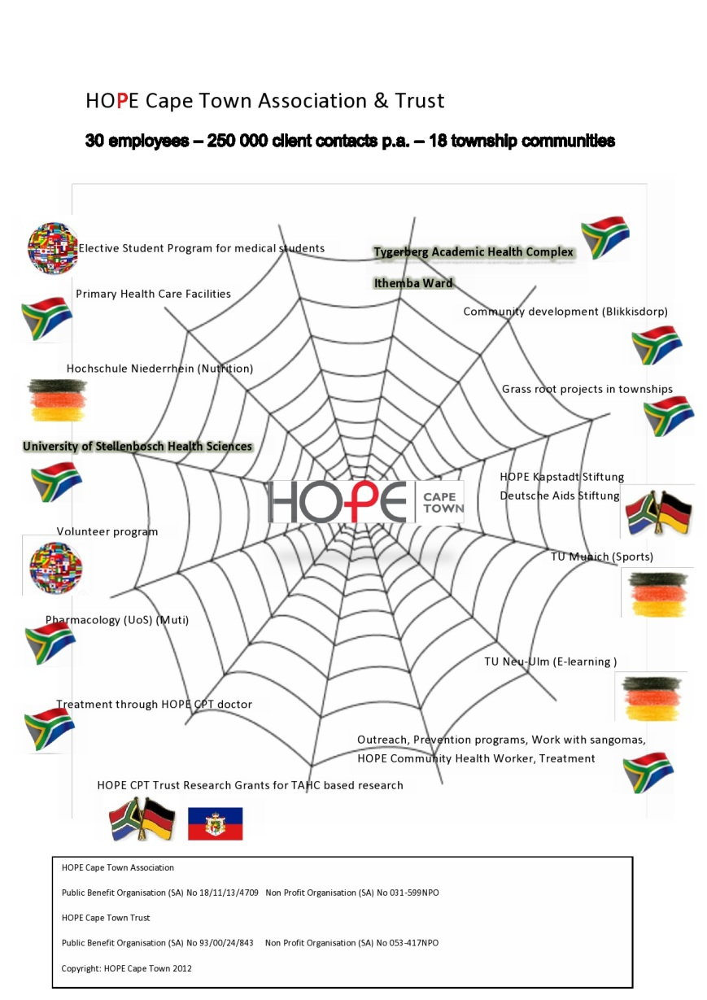 HOPE Cape Town Association & Trust
30 employees – 250 000 client contacts p.a. – 18 township communities
Elective Student Program for medical students
Tygerberg Academic Health Complex
Ithemba Ward
Primary Health Care Facilities
Community development (Blikkisdorp)
Hochschule Niederrhein (Nutrition)
Grass root projects in townships
University of Stellenbosch Health Sciences
HOPE Kapstadt Stiftung
Deutsche Aids Stiftung
HOPE CAPE
TOWN
Volunteer program
TU Munich (Sports)
Pharmacology (UoS) (Muti)
TU Neu-Ulm (E-learning )
Treatment through HOPE CPT doctor
Outreach, Prevention programs, Work with sangomas,
HOPE Community Health Worker, Treatment
HOPE CPT Trust Research Grants for TAHC based research
HOPE Cape Town Association
Public Benefit Organisation (SA) No 18/11/13/4709 Non Profit Organisation (SA) No 031-599NPO
HOPE Cape Town Trust
Public Benefit Organisation (SA) No 93/00/24/843 Non Profit Organisation (SA) No 053-417NPO
Copyright: HOPE Cape Town 2012